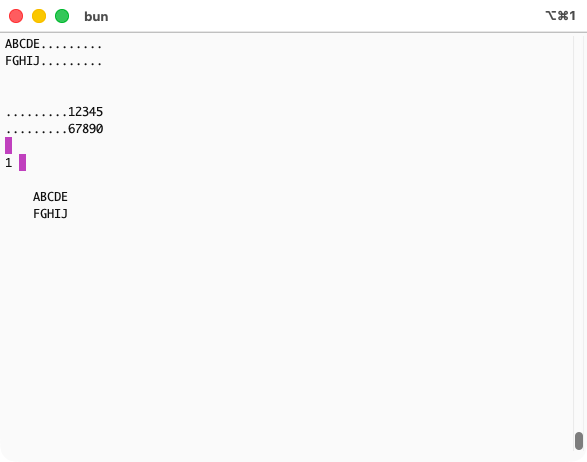 bun
⌥⌘1
ABCDE.........
FGHIJ.........
.........12345
.........67890
1
ABCDE
FGHIJ